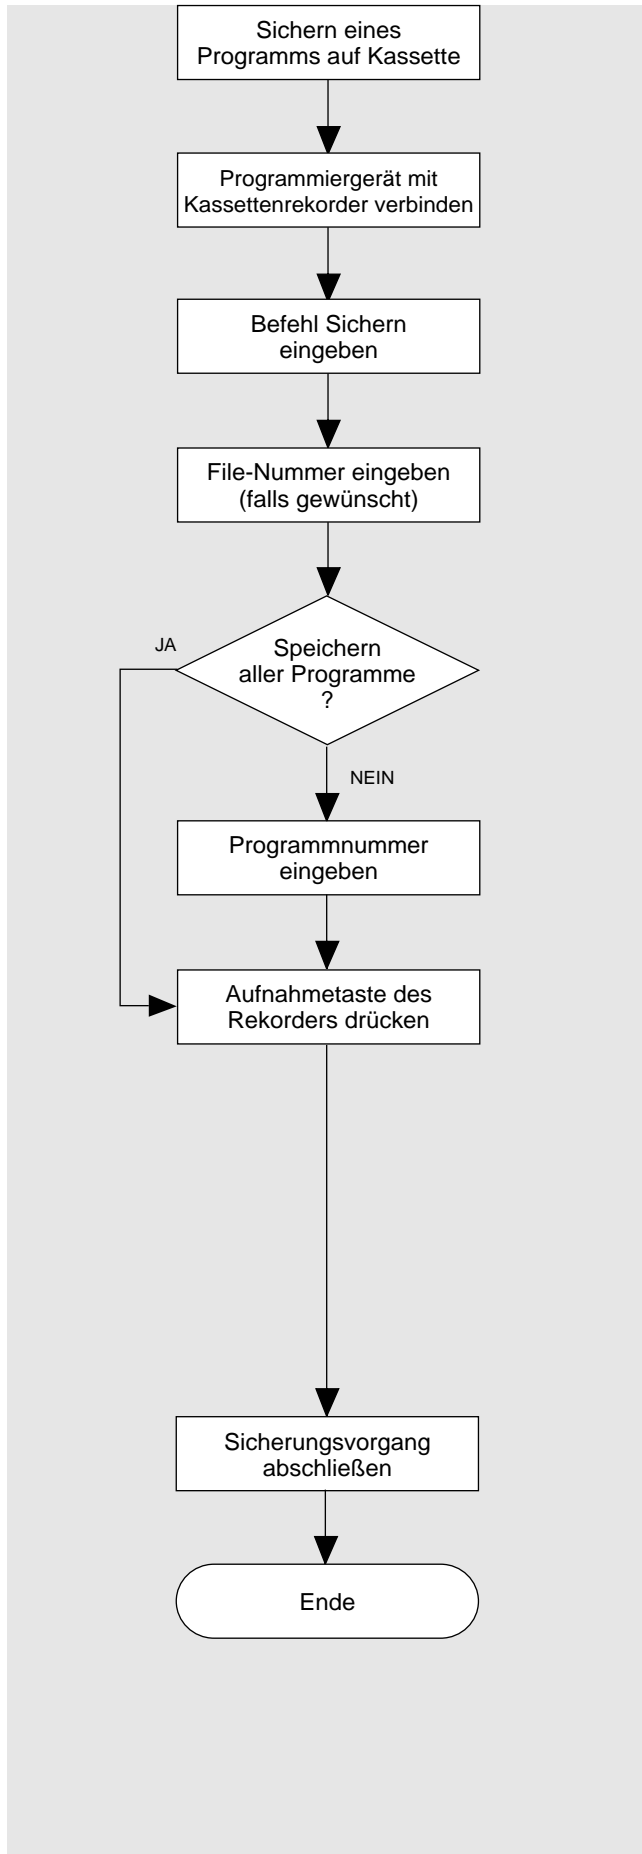 Sichern eines
Programms auf Kassette
Programmiergerät mit
Kassettenrekorder verbinden
Befehl Sichern
eingeben
File-Nummer eingeben
(falls gewünscht)
JA
Speichern
aller Programme
?
NEIN
Programmnummer
eingeben
Aufnahmetaste des
Rekorders drücken
Sicherungsvorgang
abschließen
Ende